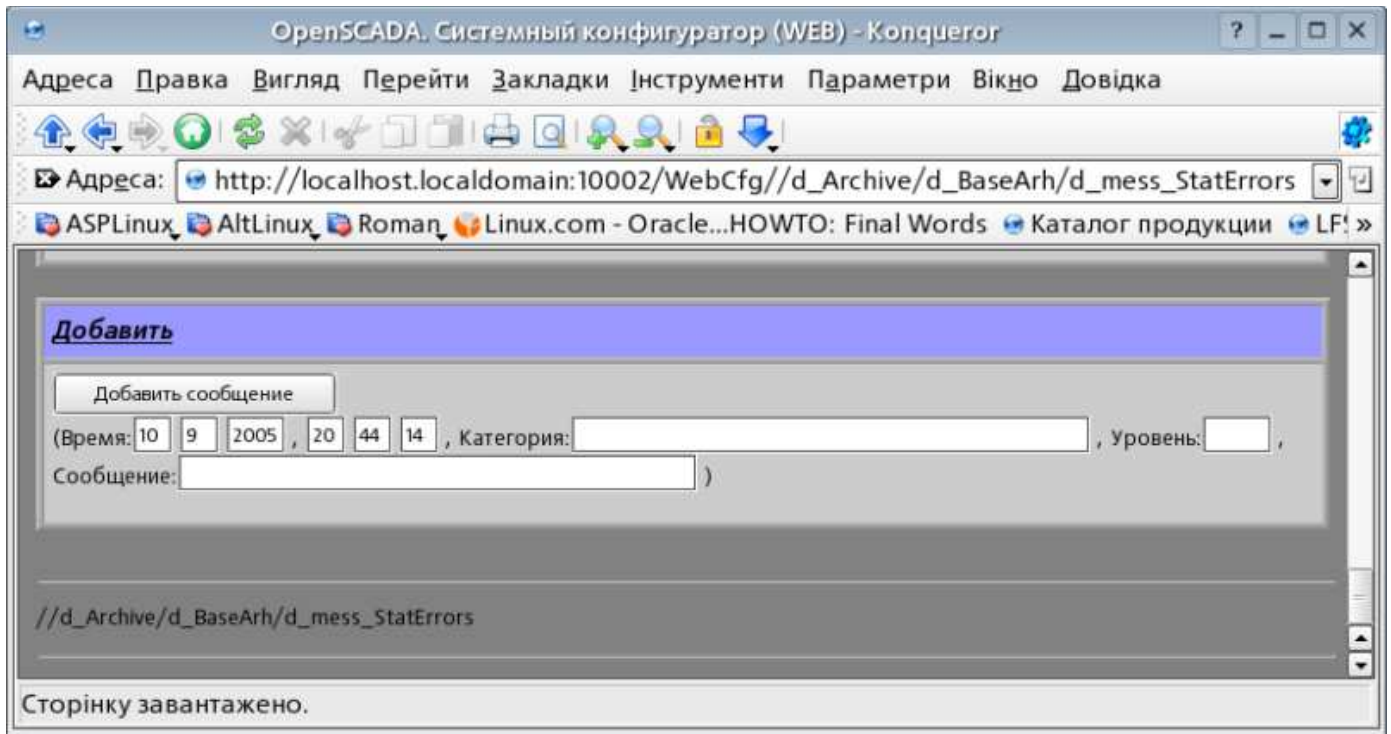 OpenSCADA. Системный конфигуратор (WEB) - Konqueror
Адреса Правка Вигляд Перейти Закладки Інструменти Параметри Вікно Довідка
Адреса: http://localhost.localdomain:10002/WebCfg//d_Archive/d_BaseArh/d_mess_StatErrors
ASPLinux AltLinux Roman Linux.com - Oracle...HOWTO: Final Words Каталог продукции LFS »
Добавить
Добавить сообщение
(Время: 10 9 2005 , 20 44 14 , Категория: , Уровень: ,
Сообщение: )
//d_Archive/d_BaseArh/d_mess_StatErrors
Сторінку завантажено.